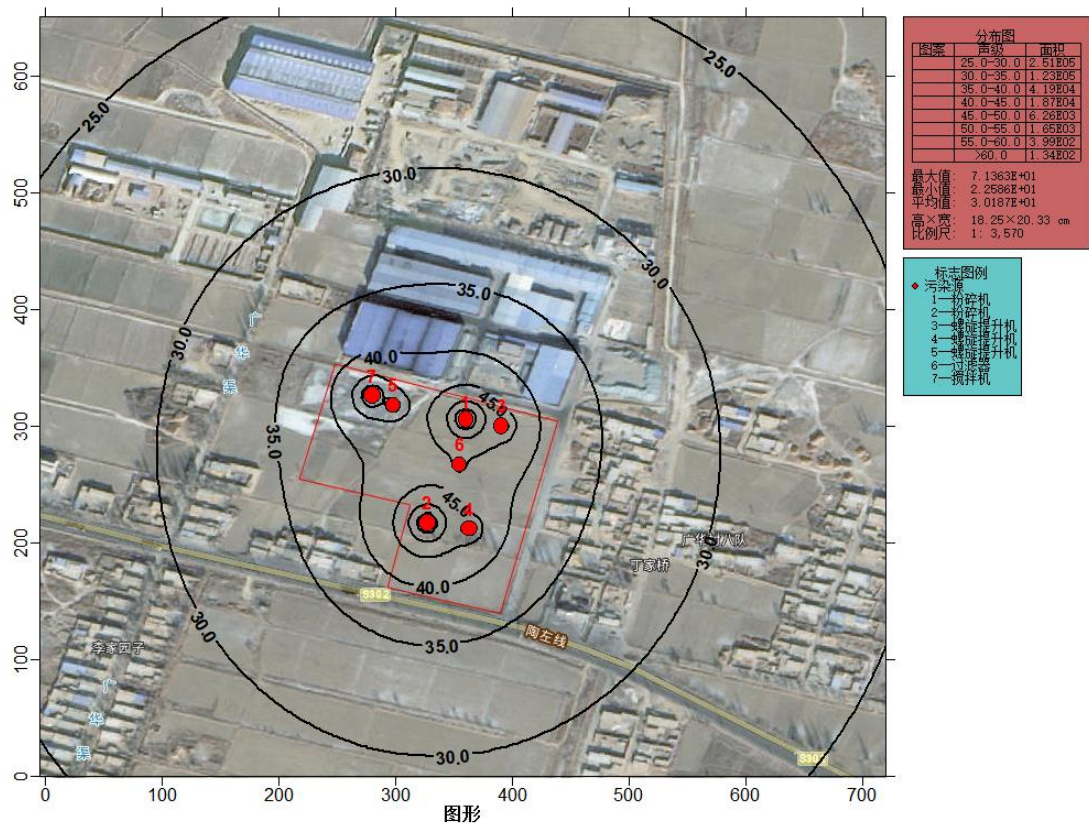 分布图
图案 声级 面积
25.0-30.0 2.51E05
30.0-35.0 1.23E05
35.0-40.0 4.19E04
40.0-45.0 1.87E04
45.0-50.0 6.26E03
50.0-55.0 1.65E03
55.0-60.0 3.99E02
>60.0 1.34E02
最大值: 7.1363E+01
最小值: 2.2586E+01
平均值: 3.0187E+01
高×宽: 18.25×20.33 cm
比例尺: 1: 3,570
标志图例
污染源
1—粉碎机
2—粉碎机
3—螺旋提升机
4—螺旋提升机
5—螺旋提升机
6—过滤器
7—搅拌机
600
500
400
300
200
100
0
25.0
25.0
30.0
30.0
30.0
35.0
广
华
渠
40.0
7
5
45.0
1
35.0
6
2
45.0
4
广华村八队
30.0
丁家桥
40.0
S302
30.0
35.0
陶左线
李家园子
广
华
渠
30.0
0 100 200 300 400 500 600 700
图形